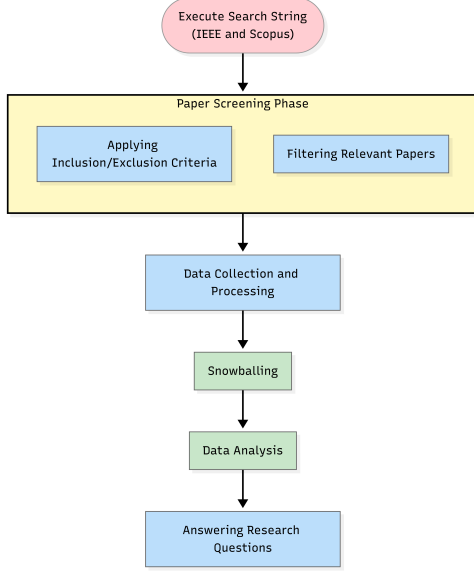 Execute Search String
(IEEE and Scopus)
Paper Screening Phase
Applying
Inclusion/Exclusion Criteria
Filtering Relevant Papers
Data Collection and
Processing
Snowballing
Data Analysis
Answering Research
Questions